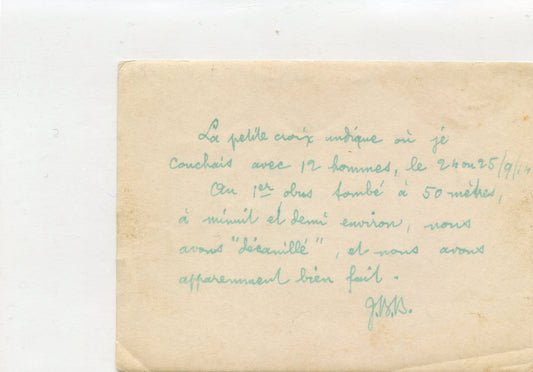 La petite croix indique où je
couchais avec 12 hommes, le 24 ou 25/9/14
Au 1er obus tombé à 50 mètres,
à minuit et demi environ, nous
avons "décanillé", et nous avons
apparemment bien fait.
J.B.B.